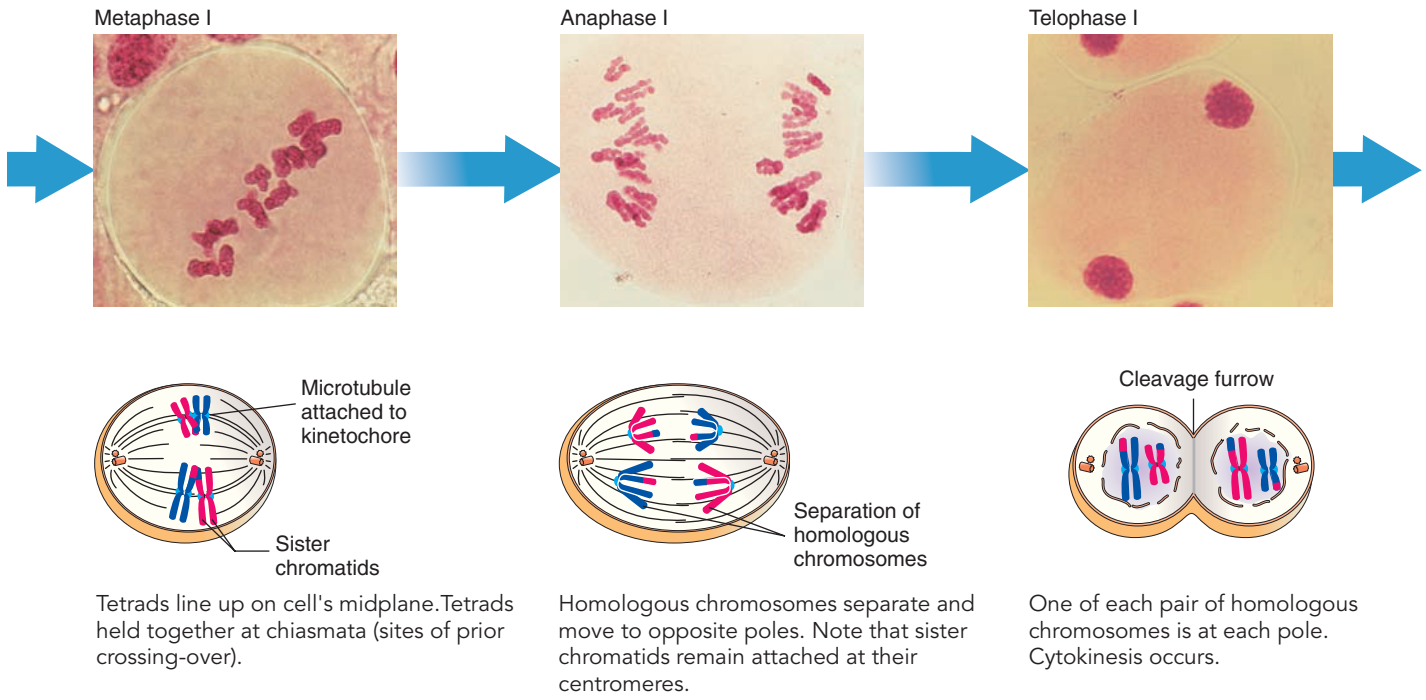 Metaphase I
Anaphase I
Telophase I
Microtubule
attached to
kinetochore
Sister
chromatids
Separation of
homologous
chromosomes
Cleavage furrow
Tetrads line up on cell's midplane.Tetrads
held together at chiasmata (sites of prior
crossing-over).
Homologous chromosomes separate and
move to opposite poles. Note that sister
chromatids remain attached at their
centromeres.
One of each pair of homologous
chromosomes is at each pole.
Cytokinesis occurs.